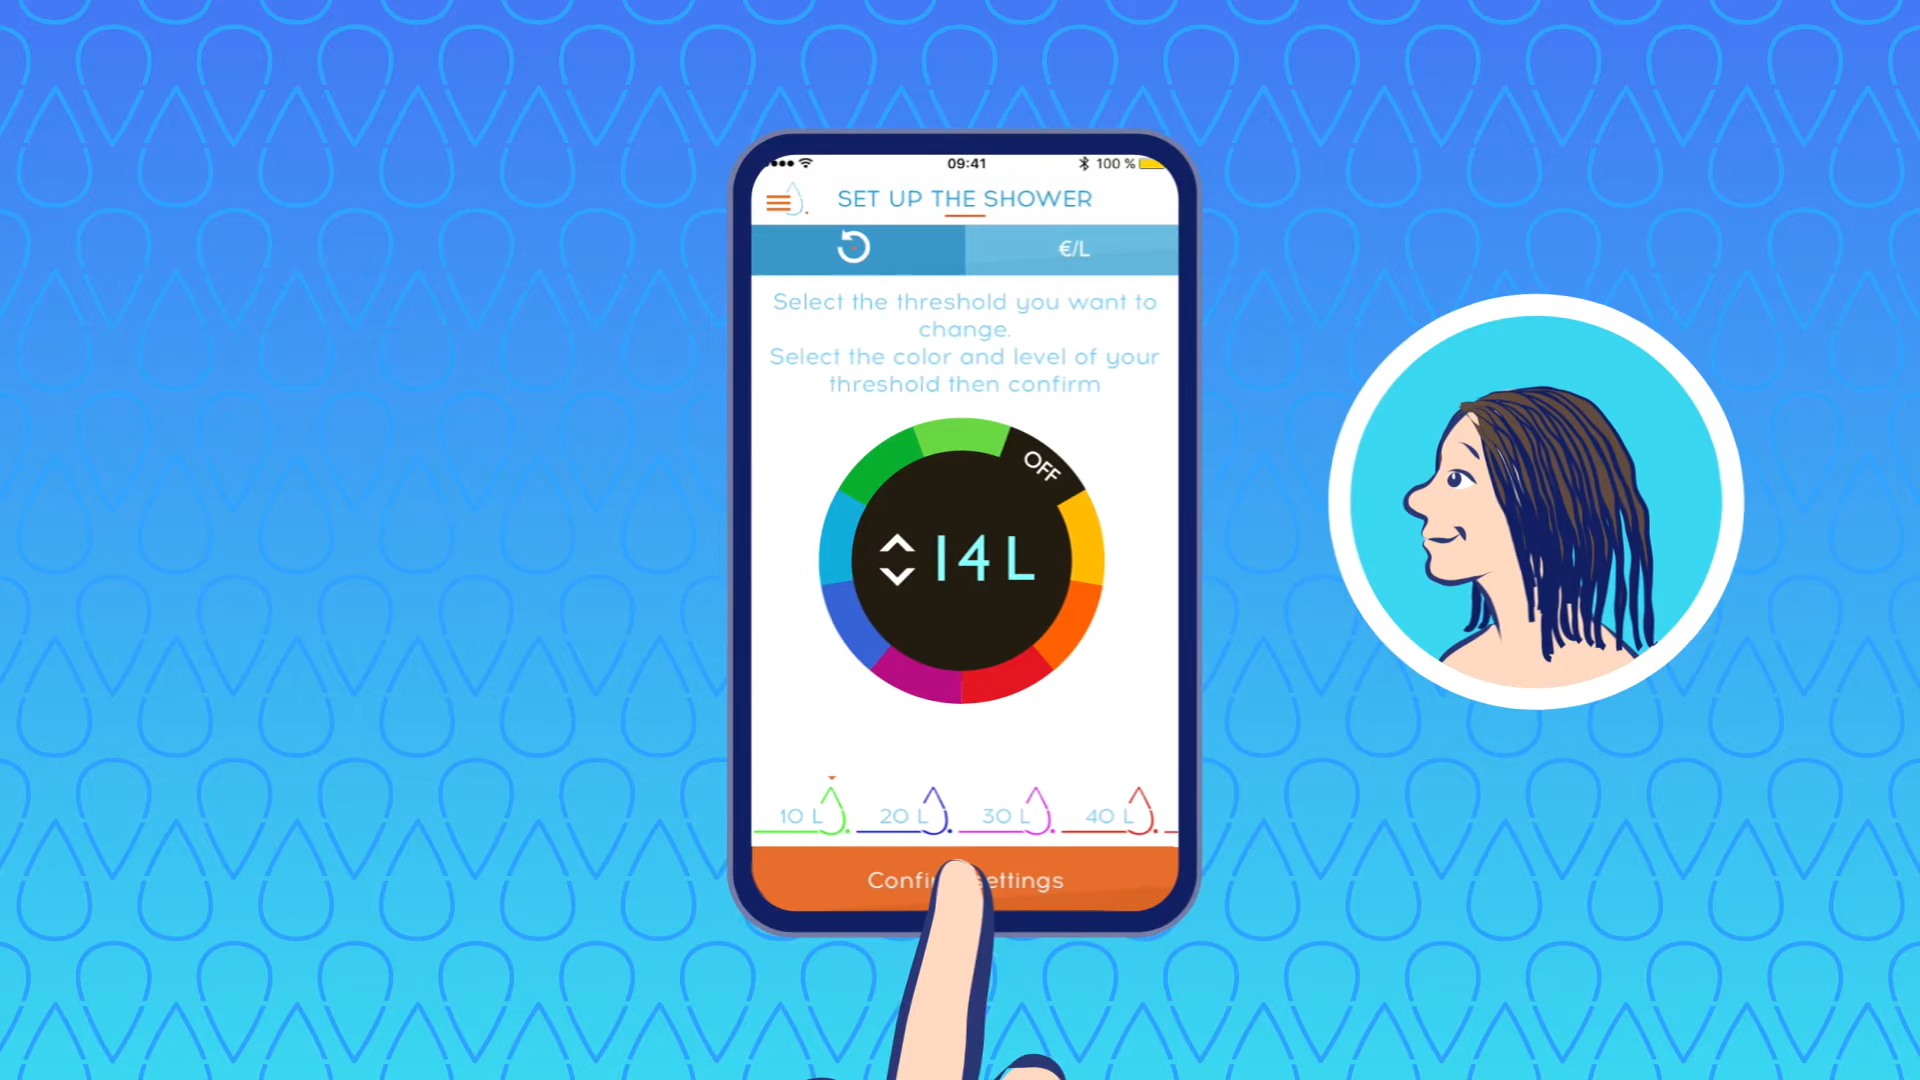 09:41
100 %
SET UP THE SHOWER
€/L
Select the threshold you want to
change.
Select the color and level of your
threshold then confirm
OFF
14 L
10 L
20 L
30 L
40 L
Confi ettings